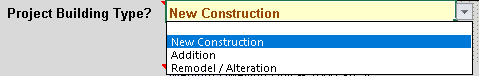 Project Building Type? New Construction
New Construction
Addition
Remodel / Alteration